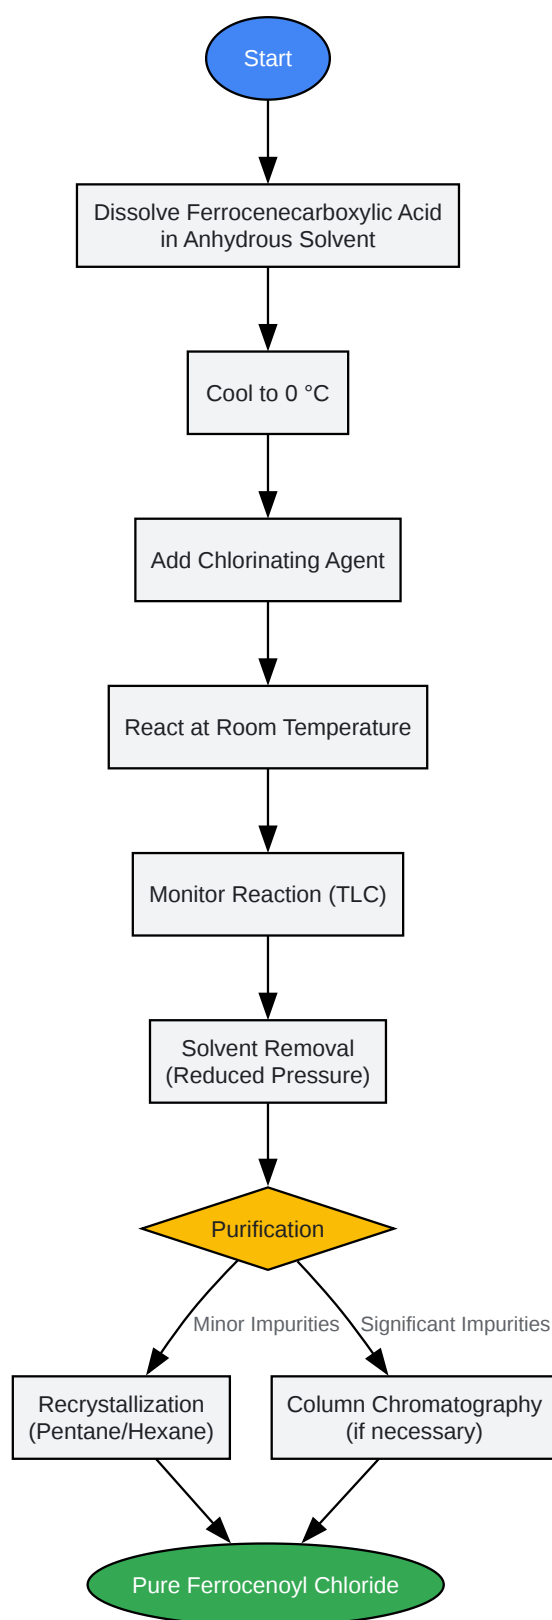 Start
Dissolve Ferrocenecarboxylic Acid
in Anhydrous Solvent
Cool to 0 °C
Add Chlorinating Agent
React at Room Temperature
Monitor Reaction (TLC)
Solvent Removal
(Reduced Pressure)
Purification
Minor Impurities
Significant Impurities
Recrystallization
(Pentane/Hexane)
Column Chromatography
(if necessary)
Pure Ferrocenoyl Chloride